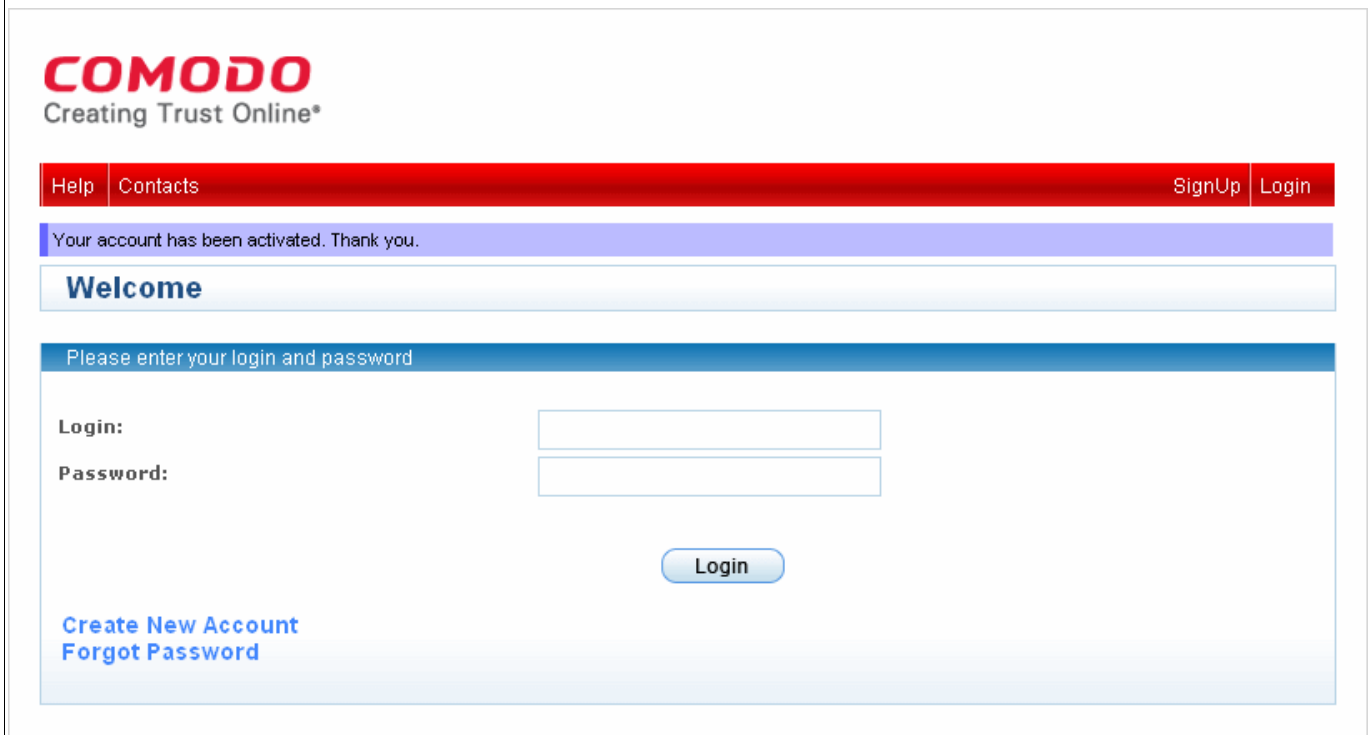 COMODO
Creating Trust Online®
Help Contacts SignUp Login
Your account has been activated. Thank you.
Welcome
Please enter your login and password
Login:
Password:
Login
Create New Account
Forgot Password